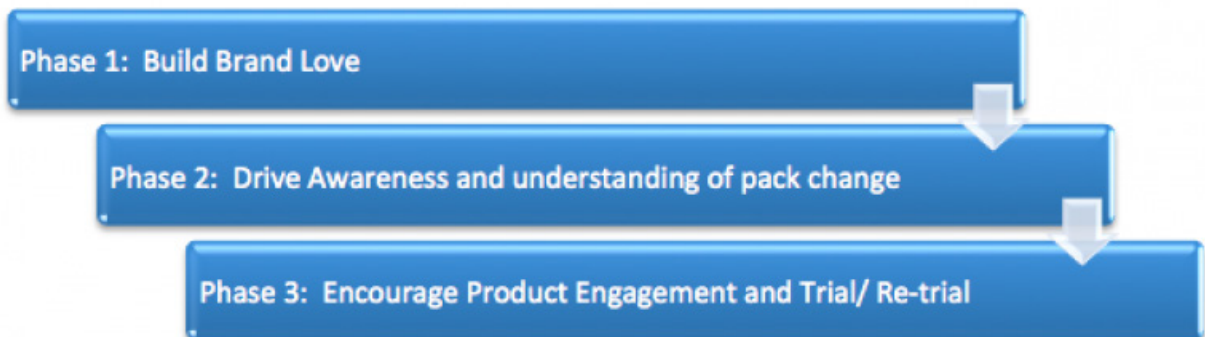 Phase 1:  Build Brand Love
Phase 2:  Drive Awareness and understanding of pack change
Phase 3:  Encourage Product Engagement and Trial/ Re-trial